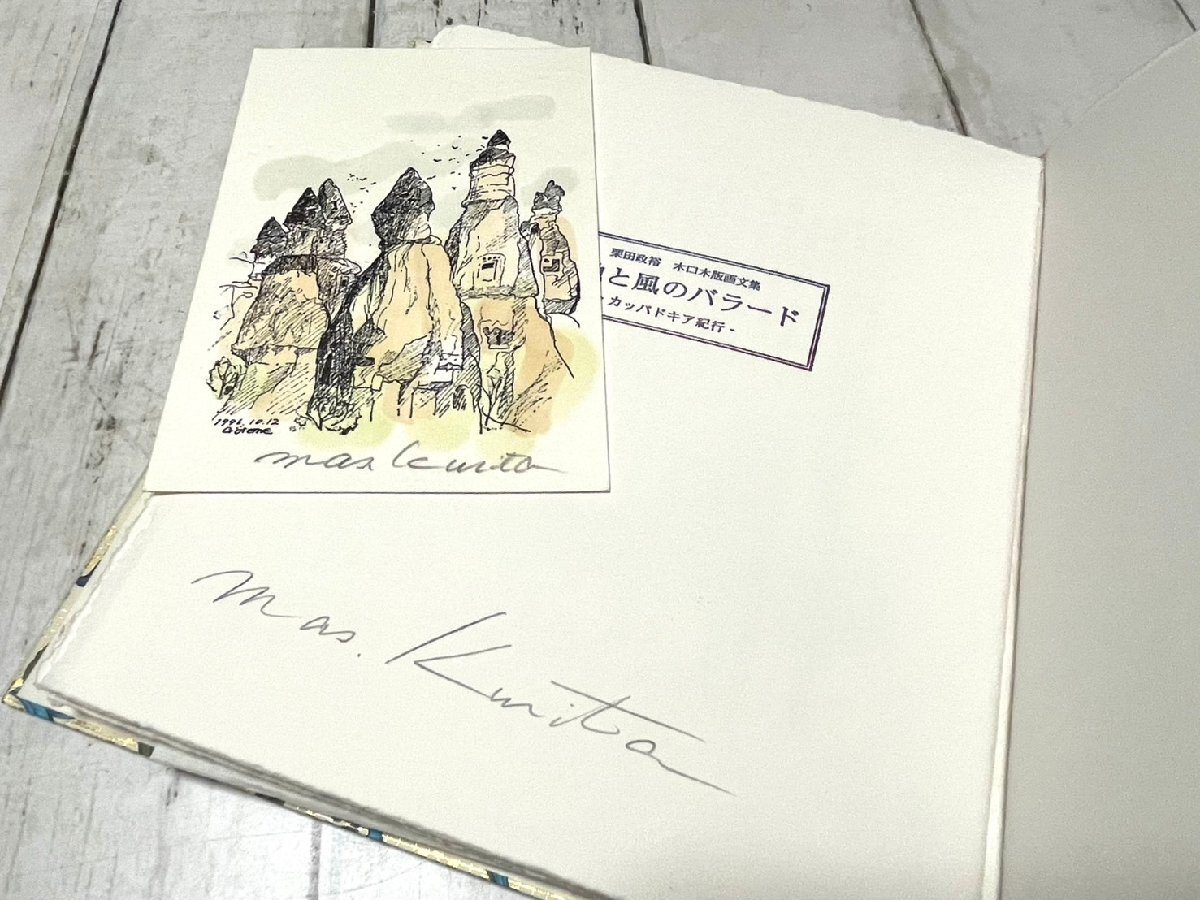 1996.10.12
mas. Kurita
栗田政裕 木口木版画文集
と風のバラード
カッパドキア紀行 -
mas. Kurita